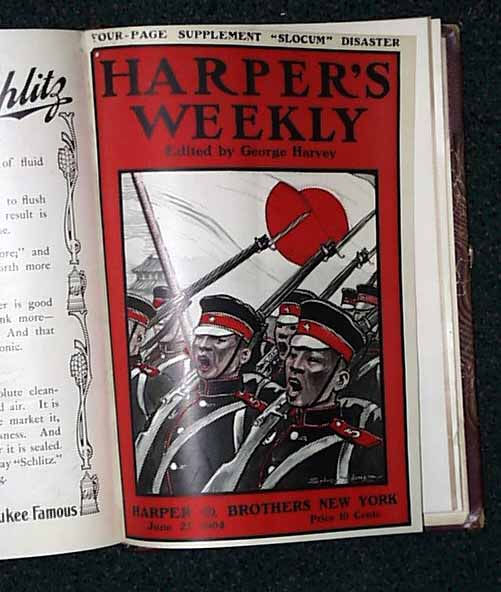 chlitz
of fluid
to flush
result is
ore;" and
orth more
er is good
nk more—
And that
onic.
olute clean-
d air. It is
market it,
sness. And
r it is sealed.
ay "Schlitz."
g.
ukee Famous
FOUR-PAGE SUPPLEMENT "SLOCUM" DISASTER
HARPER'S
WEEKLY
Edited by George Harvey
HARPER & BROTHERS NEW YORK
June 25 1904
Price 10 Cents